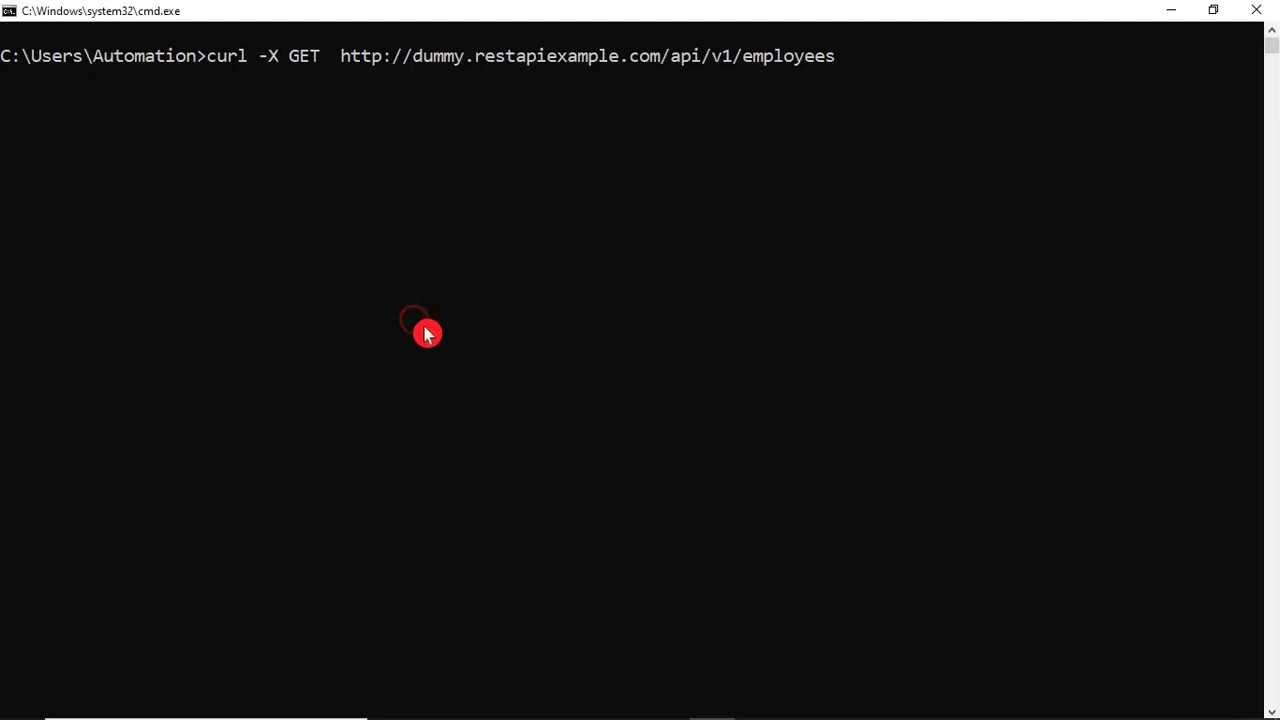 C:\Windows\system32\cmd.exe
C:\Users\Automation>curl -X GET  http://dummy.restapiexample.com/api/v1/employees